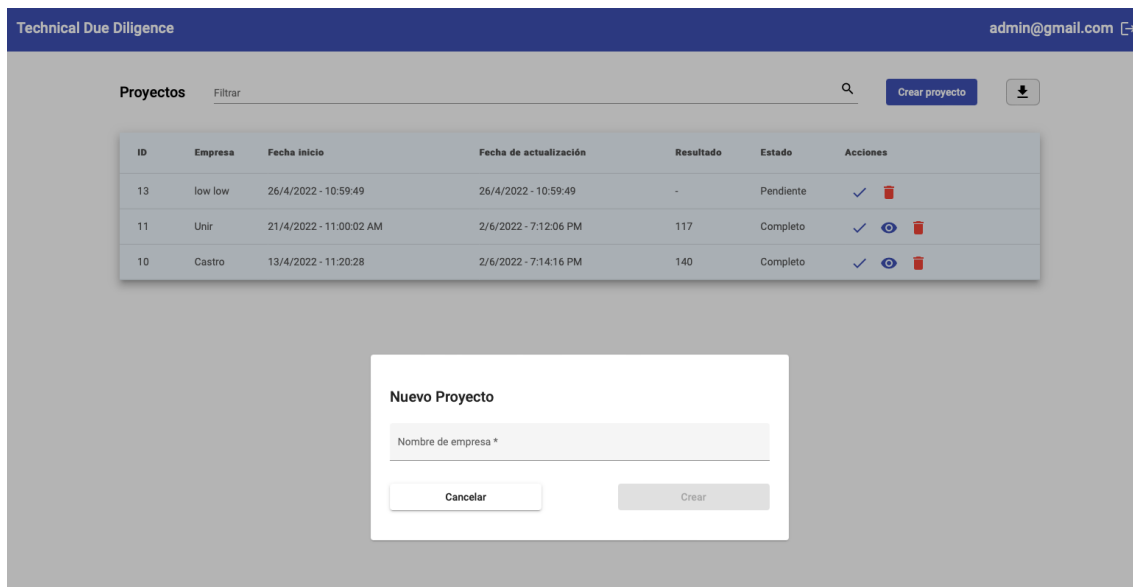 Technical Due Diligence admin@gmail.com
Proyectos Filtrar Crear proyecto
ID Empresa Fecha inicio Fecha de actualización Resultado Estado Acciones
13 low low 26/4/2022 - 10:59:49 26/4/2022 - 10:59:49 - Pendiente
11 Unir 21/4/2022 - 11:00:02 AM 2/6/2022 - 7:12:06 PM 117 Completo
10 Castro 13/4/2022 - 11:20:28 2/6/2022 - 7:14:16 PM 140 Completo
Nuevo Proyecto
Nombre de empresa *
Cancelar Crear